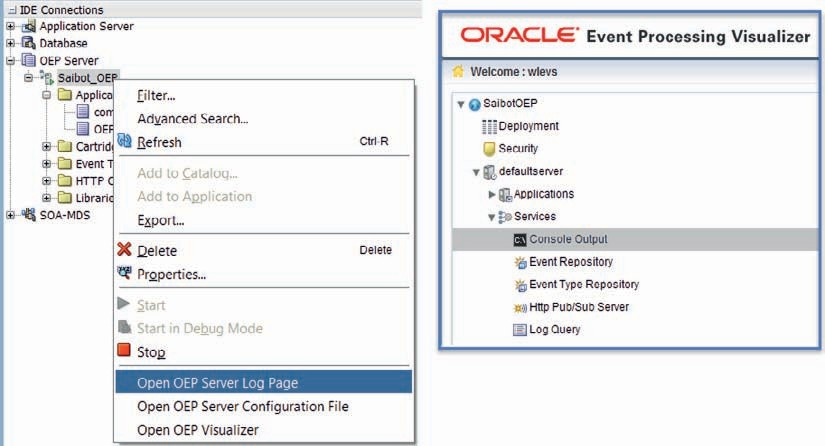 IDE Connections
Application Server
Database
OEP Server
Saibot_OEP
Applica
com
OEP
Cartridg
Event T
HTTP C
Librarie
SOA-MDS
Filter...
Advanced Search...
Refresh Ctrl-R
Add to Catalog...
Add to Application
Export...
Delete Delete
Properties...
Start
Start in Debug Mode
Stop
Open OEP Server Log Page
Open OEP Server Configuration File
Open OEP Visualizer
ORACLE Event Processing Visualizer
Welcome : wlevs
SaibotOEP
Deployment
Security
defaultserver
Applications
Services
C:\ Console Output
Event Repository
Event Type Repository
Http Pub/Sub Server
Log Query